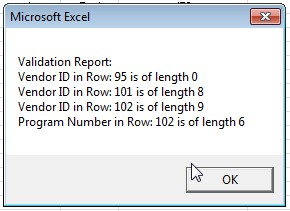 Microsoft Excel
Validation Report:
Vendor ID in Row: 95 is of length 0
Vendor ID in Row: 101 is of length 8
Vendor ID in Row: 102 is of length 9
Program Number in Row: 102 is of length 6
OK